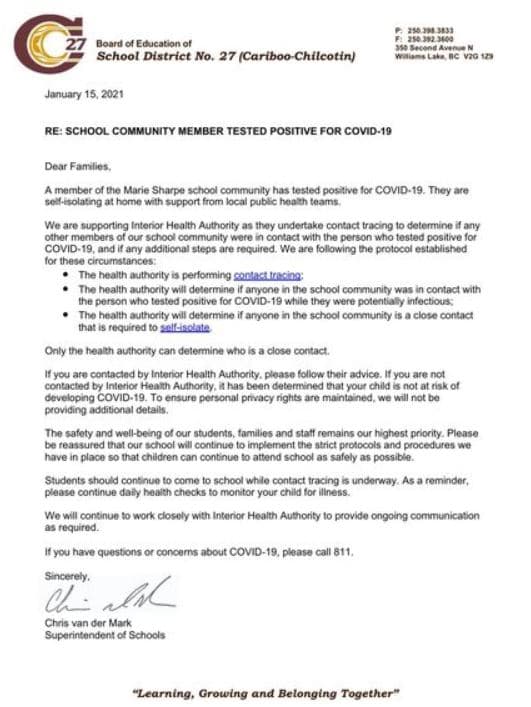 27
Board of Education of
School District No. 27 (Cariboo-Chilcotin)
P: 250.398.3833
F: 250.392.3600
350 Second Avenue N
Williams Lake, BC V2G 1Z9
January 15, 2021
RE: SCHOOL COMMUNITY MEMBER TESTED POSITIVE FOR COVID-19
Dear Families,
A member of the Marie Sharpe school community has tested positive for COVID-19. They are
self-isolating at home with support from local public health teams.
We are supporting Interior Health Authority as they undertake contact tracing to determine if any
other members of our school community were in contact with the person who tested positive for
COVID-19, and if any additional steps are required. We are following the protocol established
for these circumstances:
• The health authority is performing contact tracing;
• The health authority will determine if anyone in the school community was in contact with
the person who tested positive for COVID-19 while they were potentially infectious;
• The health authority will determine if anyone in the school community is a close contact
that is required to self-isolate.
Only the health authority can determine who is a close contact.
If you are contacted by Interior Health Authority, please follow their advice. If you are not
contacted by Interior Health Authority, it has been determined that your child is not at risk of
developing COVID-19. To ensure personal privacy rights are maintained, we will not be
providing additional details.
The safety and well-being of our students, families and staff remains our highest priority. Please
be reassured that our school will continue to implement the strict protocols and procedures we
have in place so that children can continue to attend school as safely as possible.
Students should continue to come to school while contact tracing is underway. As a reminder,
please continue daily health checks to monitor your child for illness.
We will continue to work closely with Interior Health Authority to provide ongoing communication
as required.
If you have questions or concerns about COVID-19, please call 811.
Sincerely,
Chris van der Mark
Superintendent of Schools
"Learning, Growing and Belonging Together"